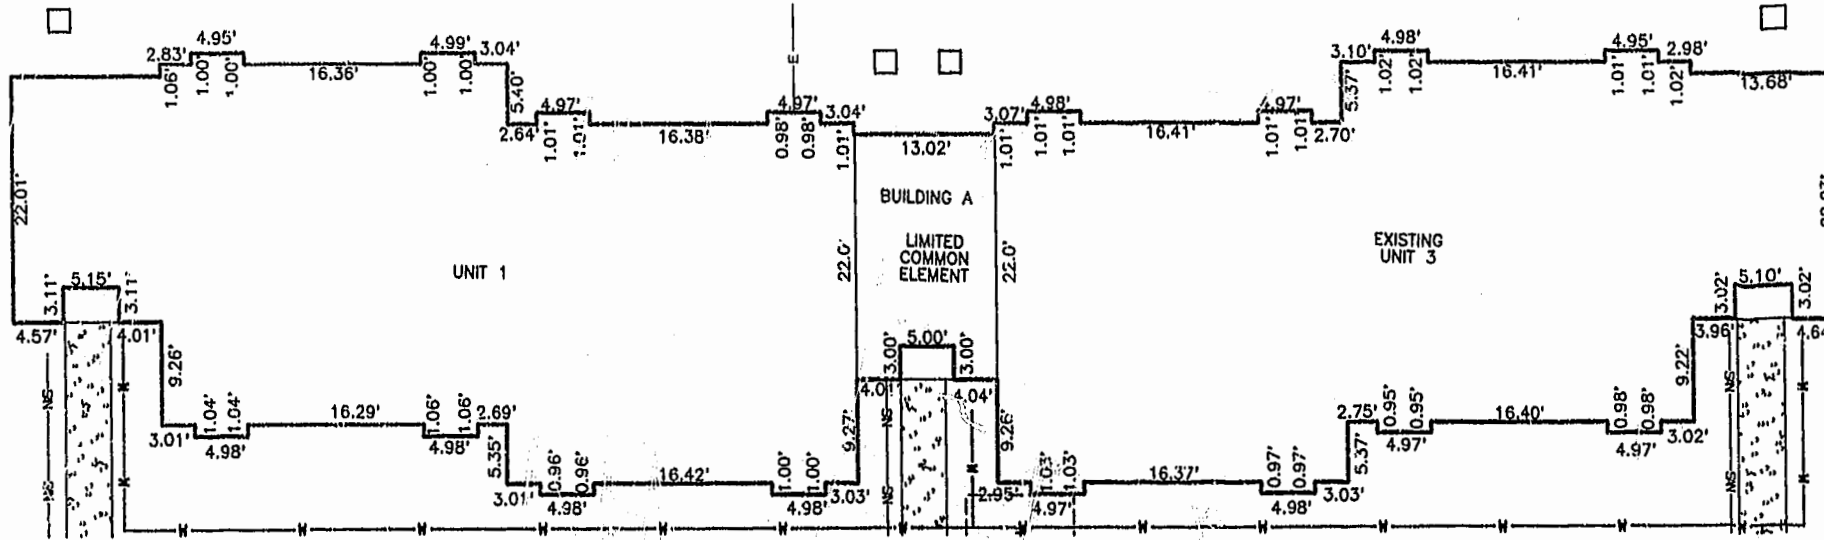 4.95' 4.99' 4.98' 4.95'
2.83' 3.04' 3.10' 2.98'
1.06' 1.00' 1.00' 16.36' 1.00' 1.00' E 1.02' 1.02' 16.41' 1.01' 1.01' 1.02' 13.68'
5.40' 5.37'
4.97' 4.97' 3.04' 3.07' 4.98' 4.97'
2.64' 1.01' 1.01' 16.38' 0.98' 0.98' 1.01' 13.02' 1.01' 1.01' 1.01' 16.41' 1.01' 1.01' 2.70'
22.01'
BUILDING A
LIMITED
COMMON
ELEMENT
22.0' 22.0'
UNIT 1
EXISTING
UNIT 3
3.11' 5.15' 3.11' 3.02' 5.10' 3.02'
4.57' 4.01' 3.96' 4.64
9.26' 3.00' 5.00' 3.00' 9.22'
4.01' 4.04'
1.04' 1.04' 16.29' 1.06' 1.06' 2.69' 2.75' 0.95' 0.95' 16.40' 0.98' 0.98'
3.01' 4.98' 4.98' 4.97' 4.97' 3.02'
5.35' 9.27' 9.26' 5.37'
0.96' 0.96' 16.42' 1.00' 1.00' 1.03' 1.03' 16.37' 0.97' 0.97'
3.01' 4.98' 4.98' 3.03' 2.95' 4.97' 4.98' 3.03'
W W W W W W W W W W W W W